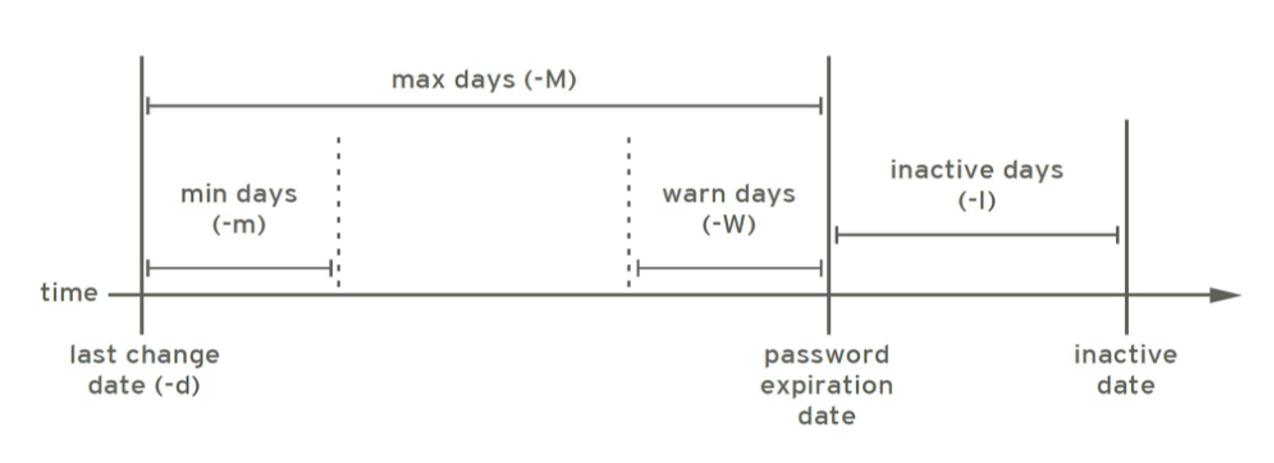 max days (-M)
min days
(-m)
warn days
(-W)
inactive days
(-I)
time
last change
date (-d)
password
expiration
date
inactive
date